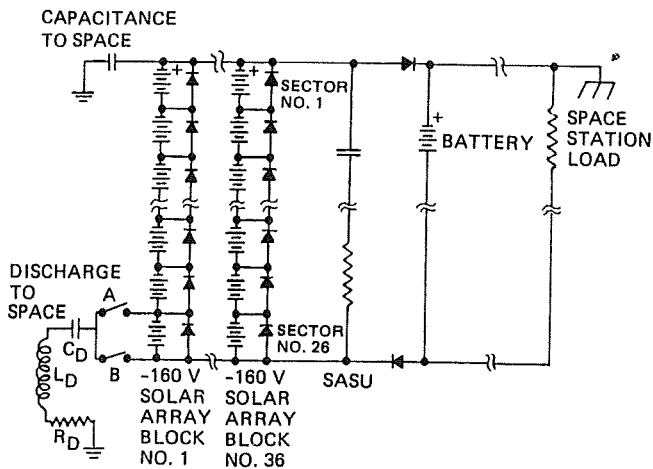 CAPACITANCE
TO SPACE
+
+
SECTOR
NO. 1
+
BATTERY
SPACE
STATION
LOAD
DISCHARGE
TO
SPACE
A
C_D
L_D
B
R_D
SECTOR
NO. 26
-160 V
SOLAR
ARRAY
BLOCK
NO. 1
-160 V
SOLAR
ARRAY
BLOCK
NO. 36
SASU